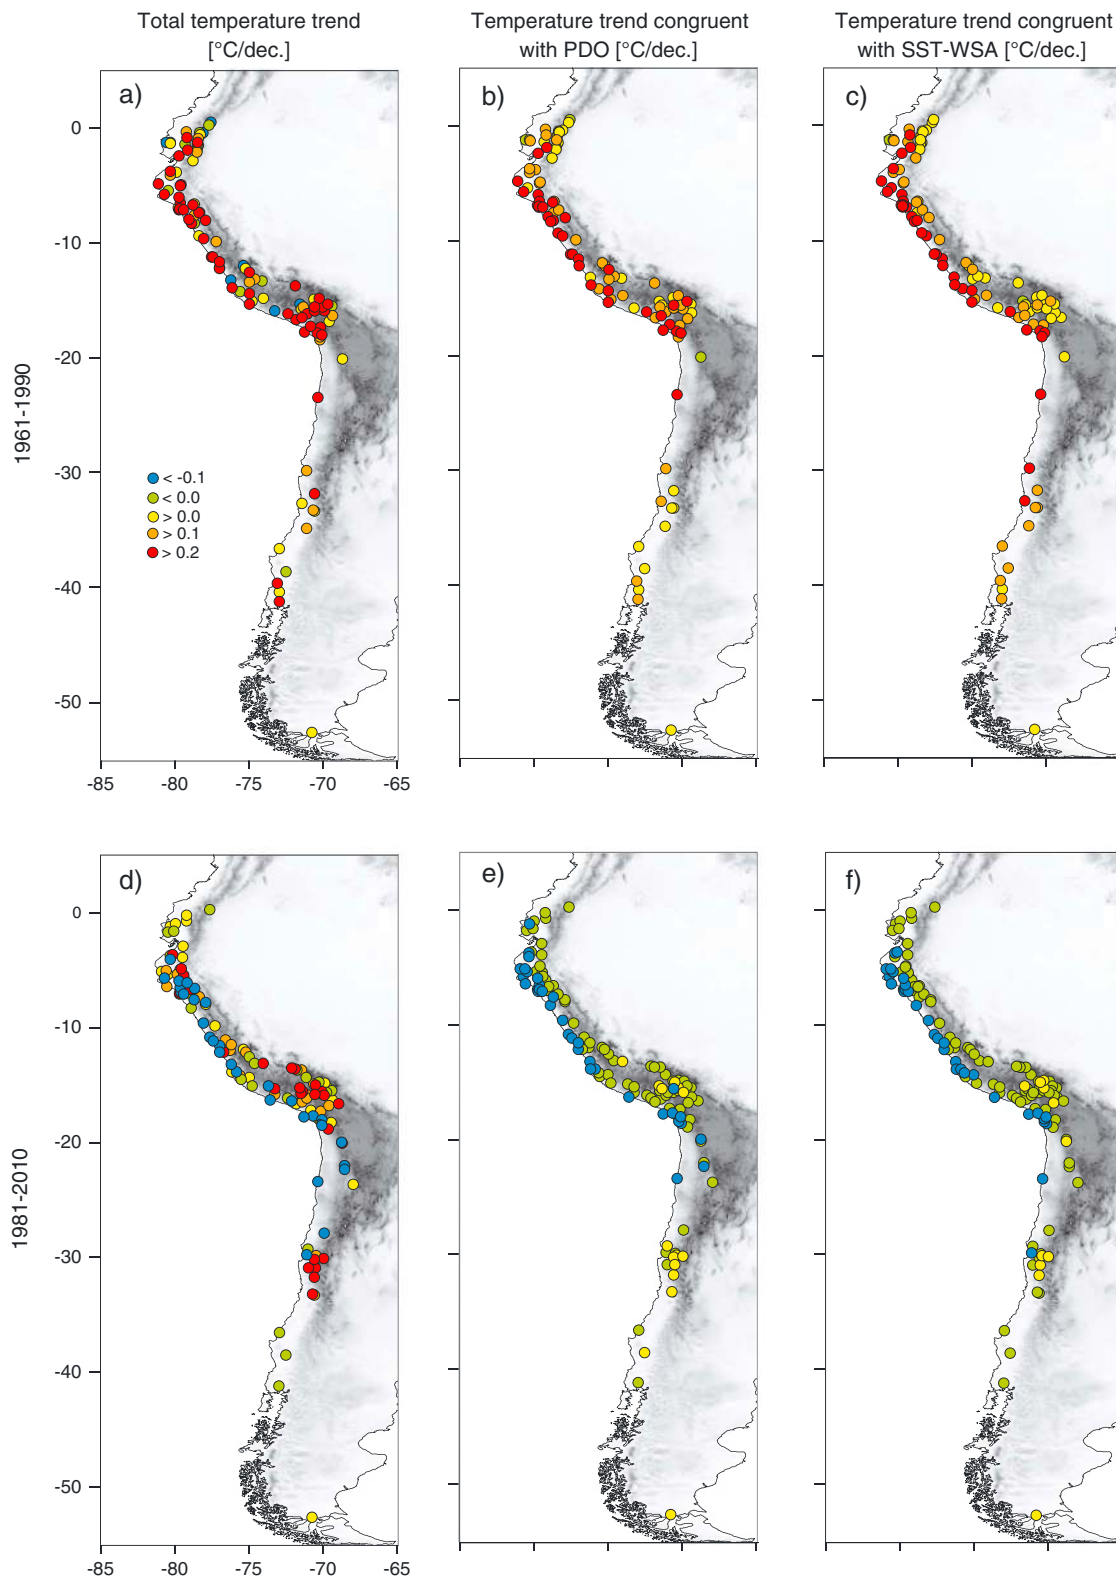 Total temperature trend
[°C/dec.]
Temperature trend congruent
with PDO [°C/dec.]
Temperature trend congruent
with SST-WSA [°C/dec.]
1961-1990
a)
b)
c)
0
-10
-20
-30
-40
-50
< -0.1
< 0.0
> 0.0
> 0.1
> 0.2
-85
-80
-75
-70
-65
1981-2010
d)
e)
f)
0
-10
-20
-30
-40
-50
-85
-80
-75
-70
-65